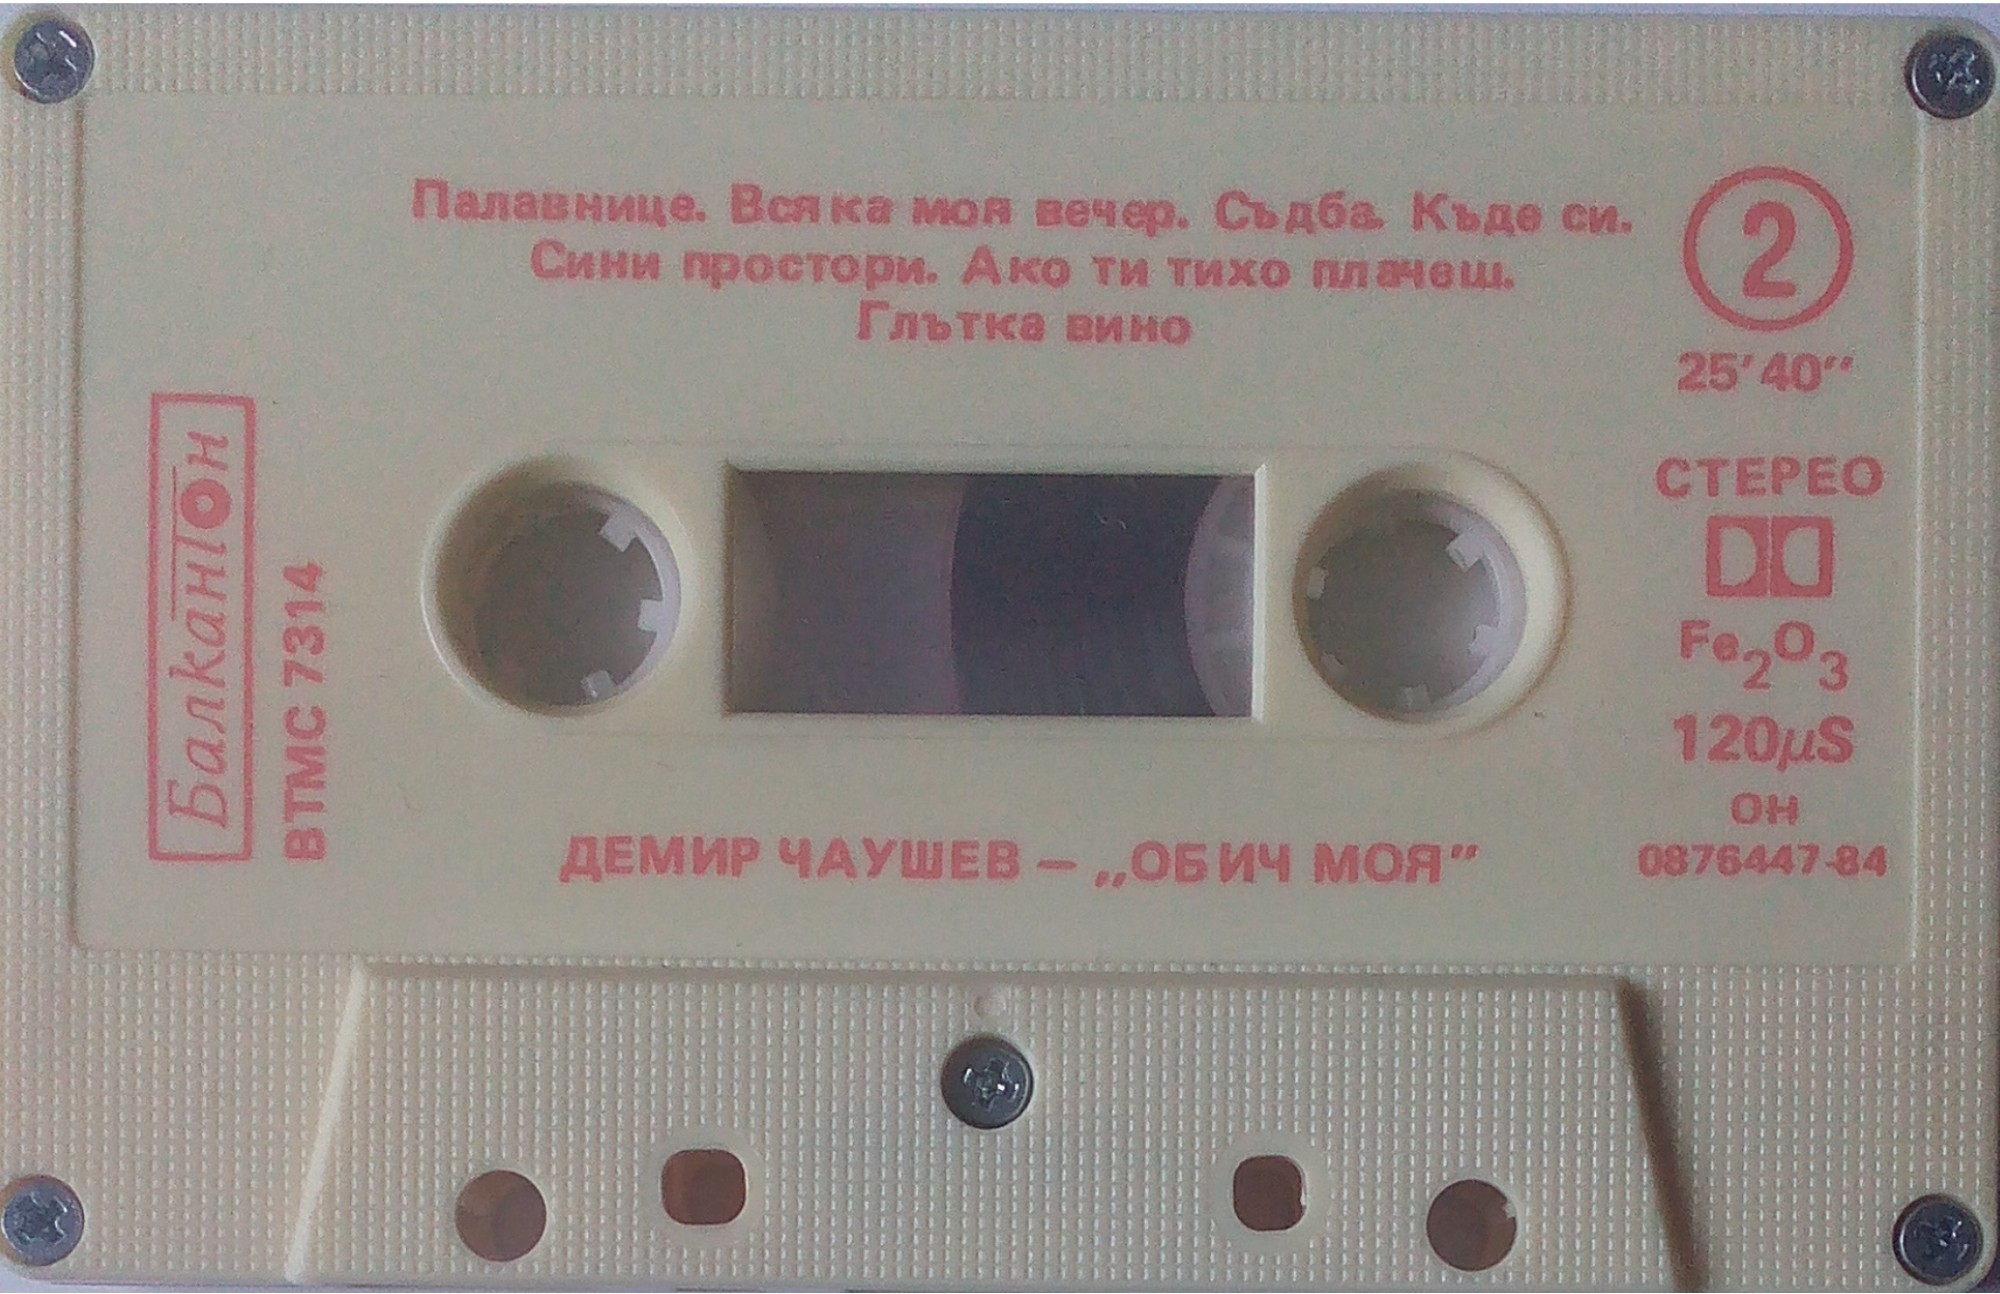 Палавнице. Всяка моя вечер. Съдба. Къде си.
Сини простори. Ако ти тихо плачеш.
Глътка вино
2
25'40"
Балкантон
ВТМС 7314
СТЕРЕО
Fe2O3
120µS
ОН
0876447-84
ДЕМИР ЧАУШЕВ – „ОБИЧ МОЯ"